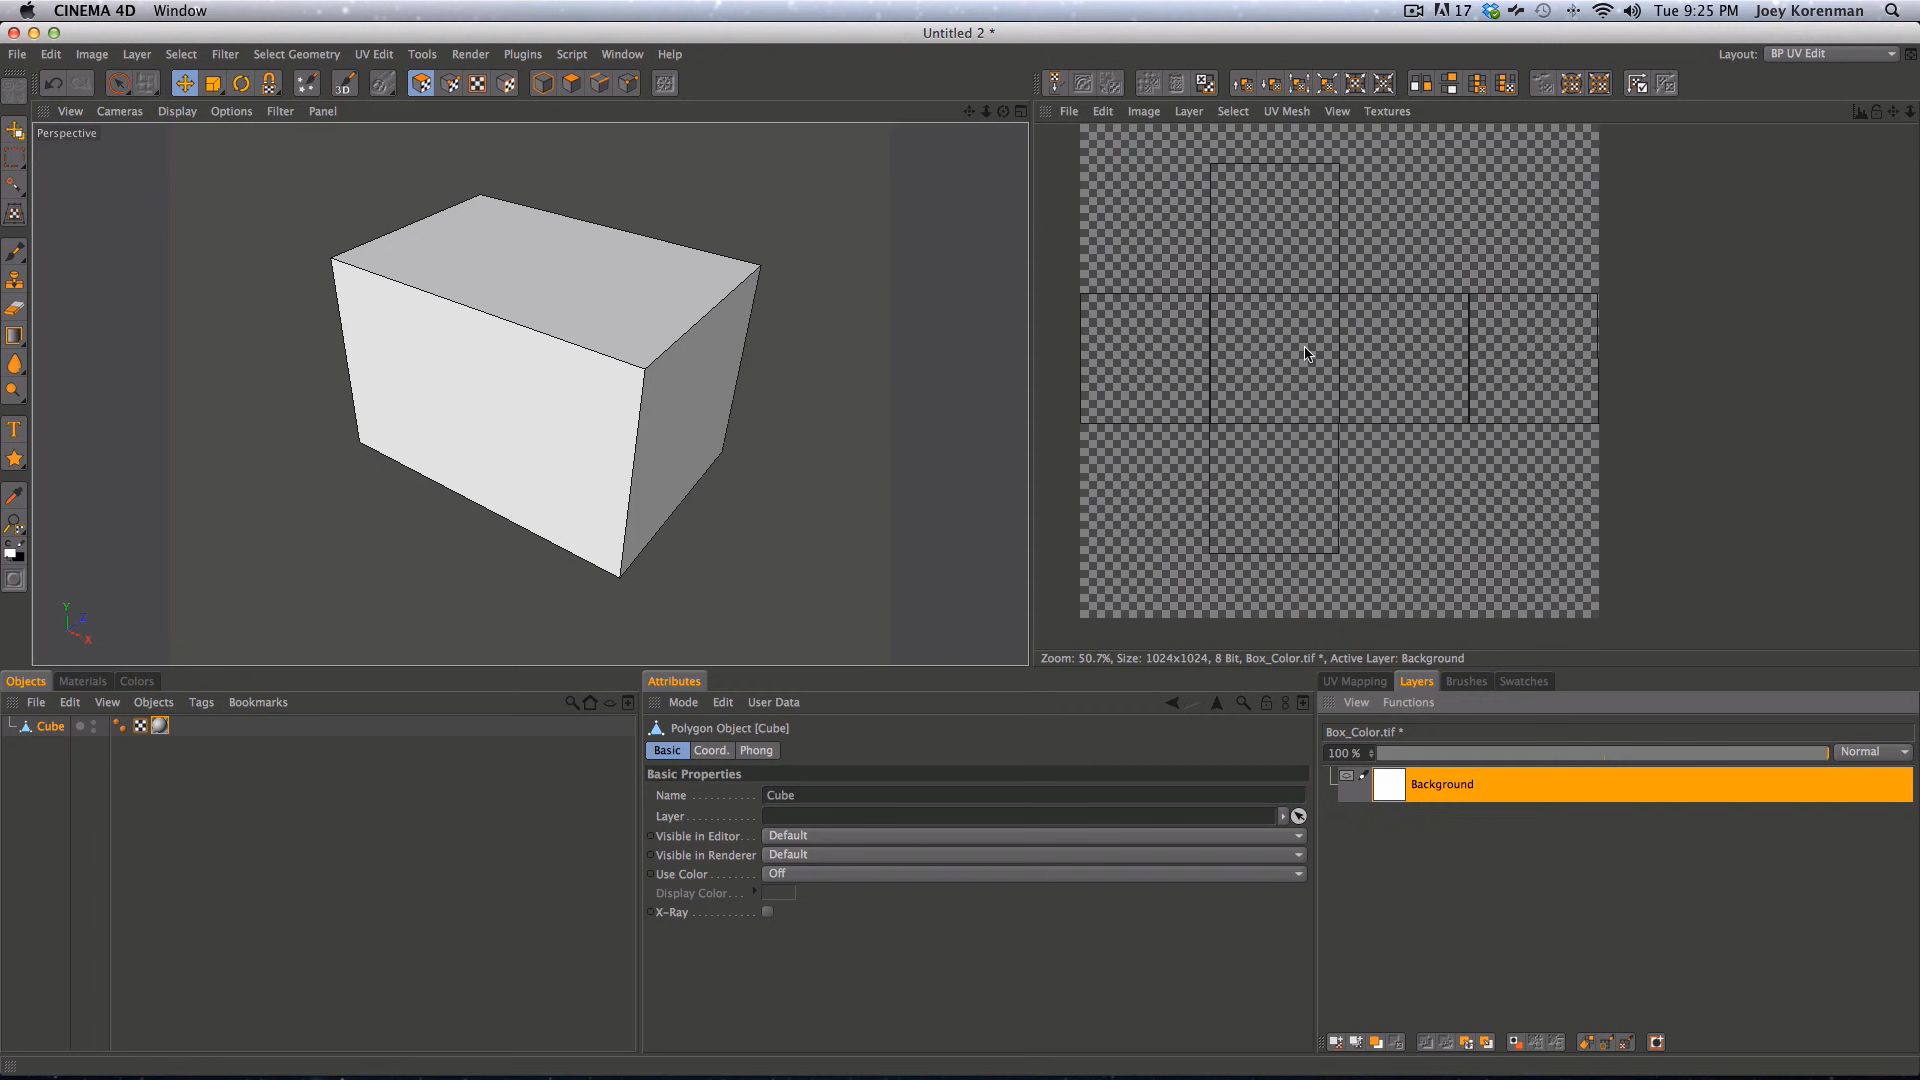 CINEMA 4D Window 17 Tue 9:25 PM Joey Korenman
Untitled 2 *
File Edit Image Layer Select Filter Select Geometry UV Edit Tools Render Plugins Script Window Help Layout: BP UV Edit
3D
View Cameras Display Options Filter Panel File Edit Image Layer Select UV Mesh View Textures
Perspective
T
C
Y
Z
X
Zoom: 50.7%, Size: 1024x1024, 8 Bit, Box_Color.tif *, Active Layer: Background
Objects Materials Colors Attributes UV Mapping Layers Brushes Swatches
File Edit View Objects Tags Bookmarks Mode Edit User Data View Functions
Cube
Polygon Object [Cube]
Box_Color.tif *
Basic Coord. Phong
100 % Normal
Basic Properties
Background
Name Cube
Layer
Visible in Editor Default
Visible in Renderer Default
Use Color Off
Display Color
X-Ray